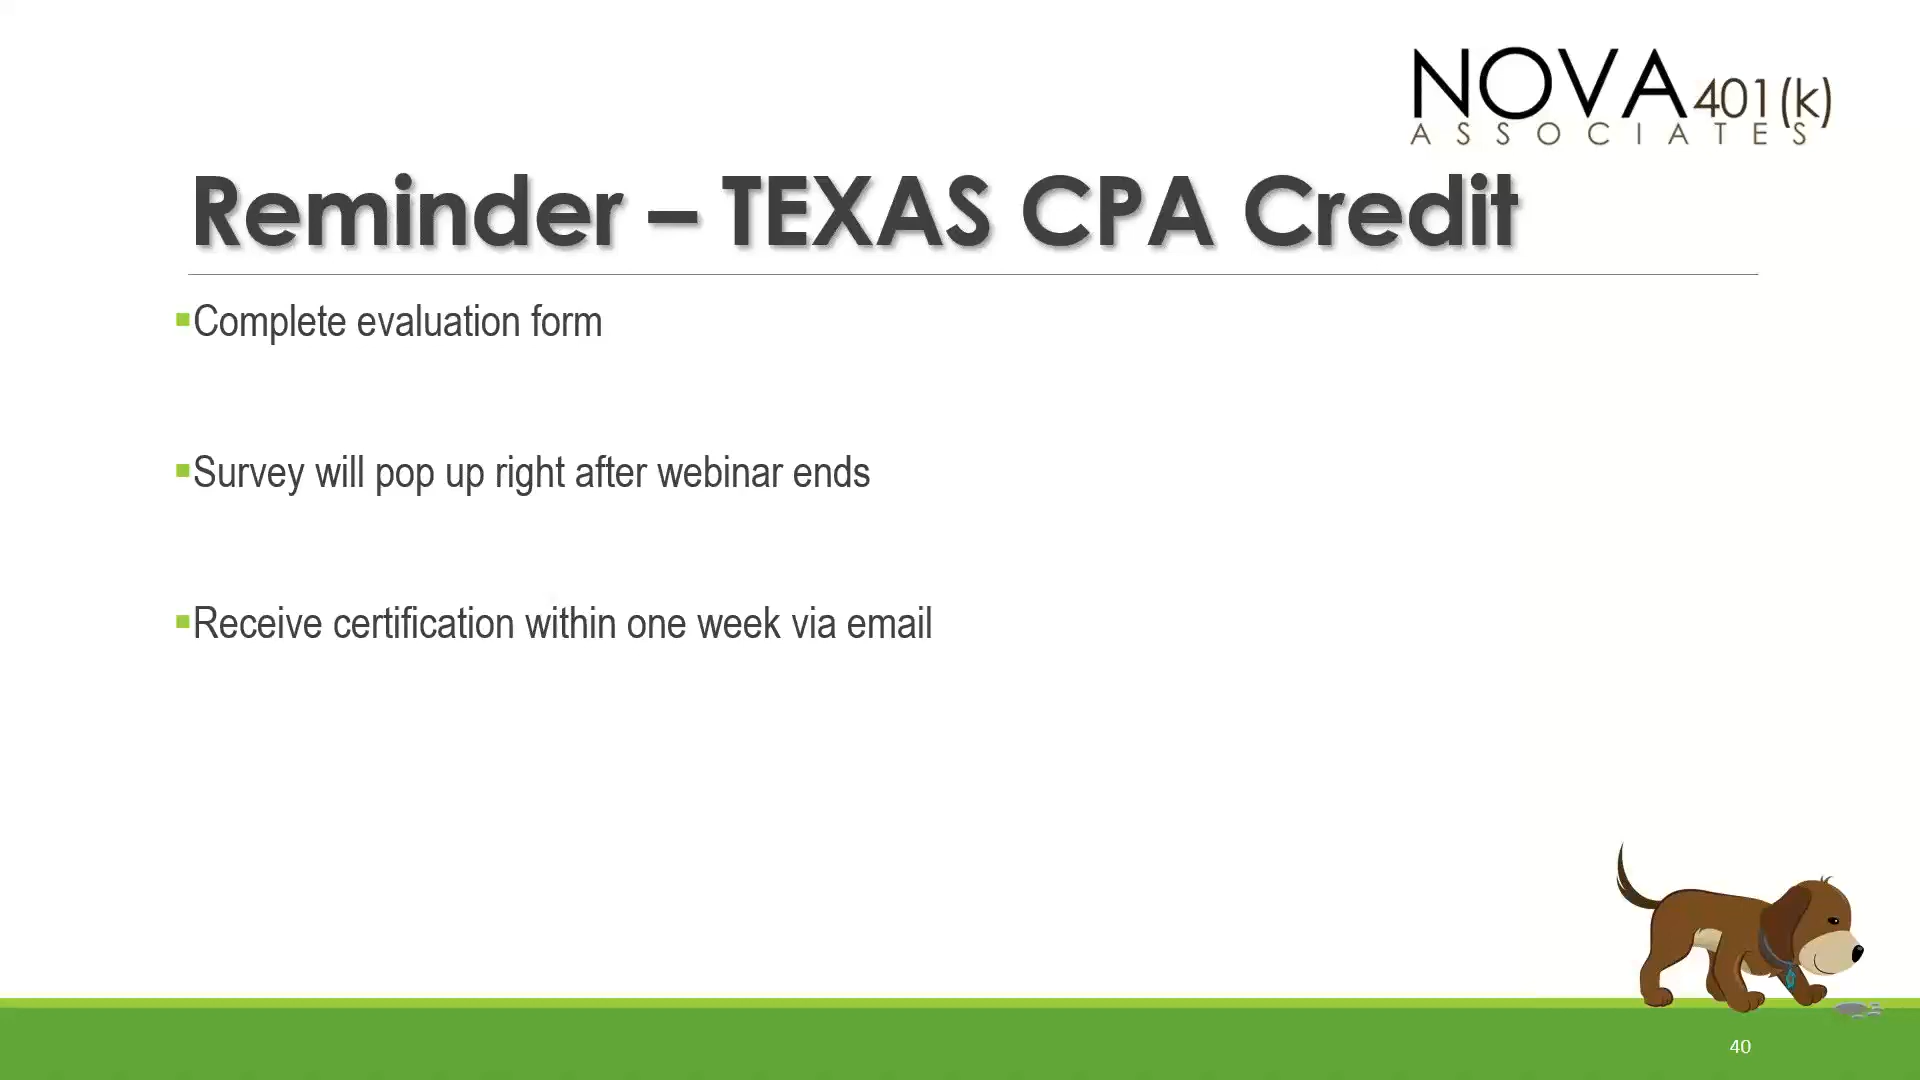 NOVA 401(k)
ASSOCIATES
Reminder – TEXAS CPA Credit
Complete evaluation form
Survey will pop up right after webinar ends
Receive certification within one week via email
40